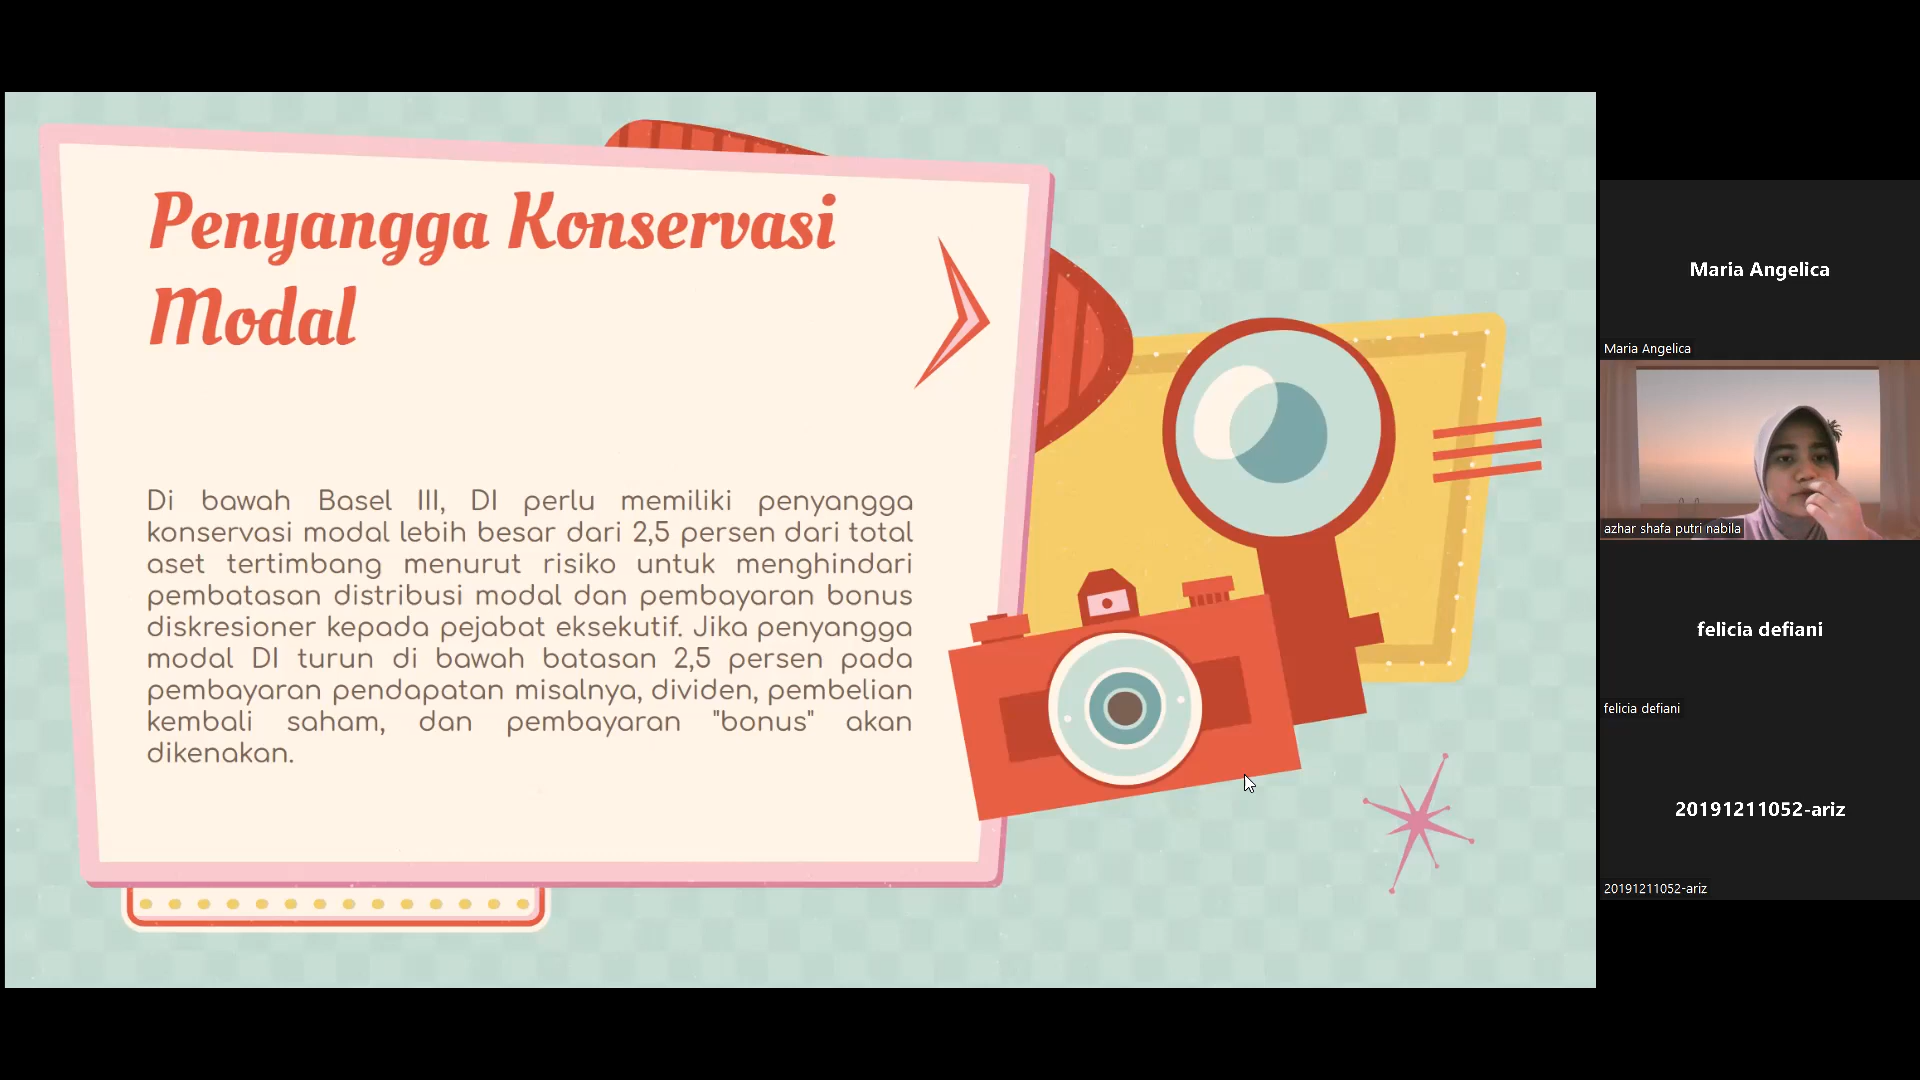 Penyangga Konservasi
Modal
Di bawah Basel III, DI perlu memiliki penyangga
konservasi modal lebih besar dari 2,5 persen dari total
aset tertimbang menurut risiko untuk menghindari
pembatasan distribusi modal dan pembayaran bonus
diskresioner kepada pejabat eksekutif. Jika penyangga
modal DI turun di bawah batasan 2,5 persen pada
pembayaran pendapatan misalnya, dividen, pembelian
kembali saham, dan pembayaran "bonus" akan
dikenakan.
Maria Angelica
Maria Angelica
azhar shafa putri nabila
felicia defiani
felicia defiani
20191211052-ariz
20191211052-ariz